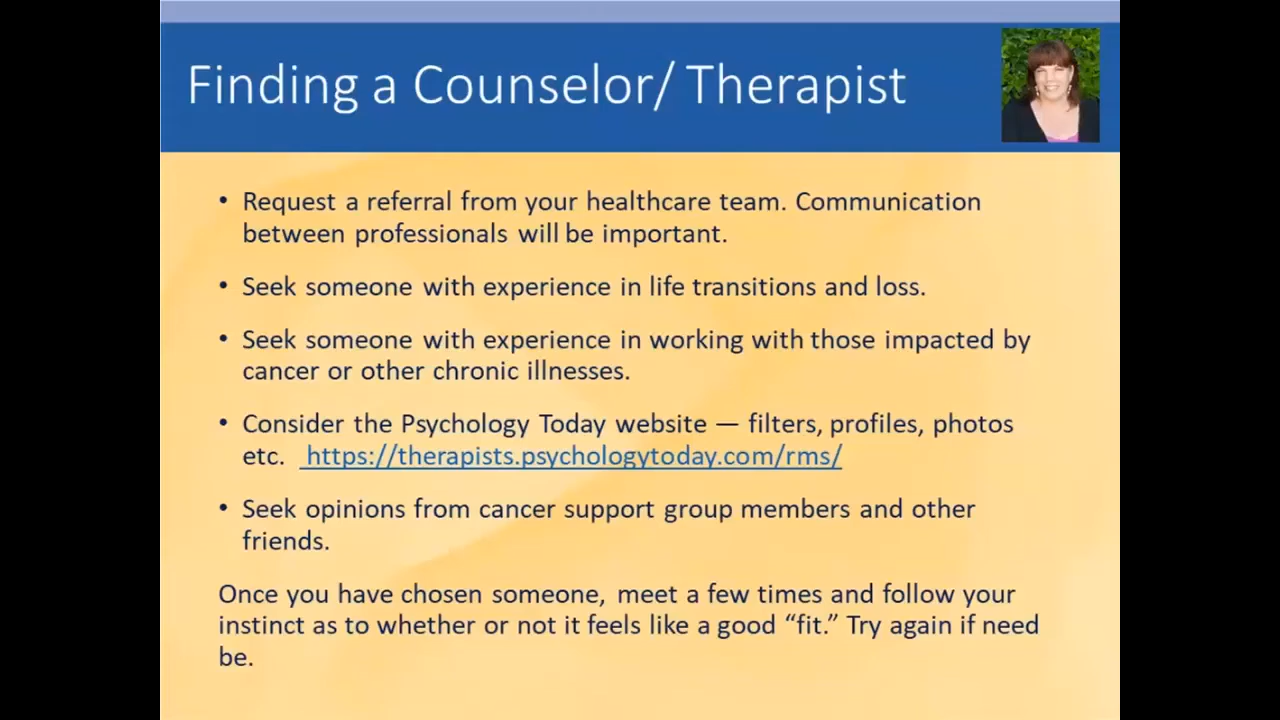 Finding a Counselor/ Therapist
• Request a referral from your healthcare team. Communication
between professionals will be important.
• Seek someone with experience in life transitions and loss.
• Seek someone with experience in working with those impacted by
cancer or other chronic illnesses.
• Consider the Psychology Today website — filters, profiles, photos
etc. https://therapists.psychologytoday.com/rms/
• Seek opinions from cancer support group members and other
friends.
Once you have chosen someone, meet a few times and follow your
instinct as to whether or not it feels like a good “fit.” Try again if need
be.